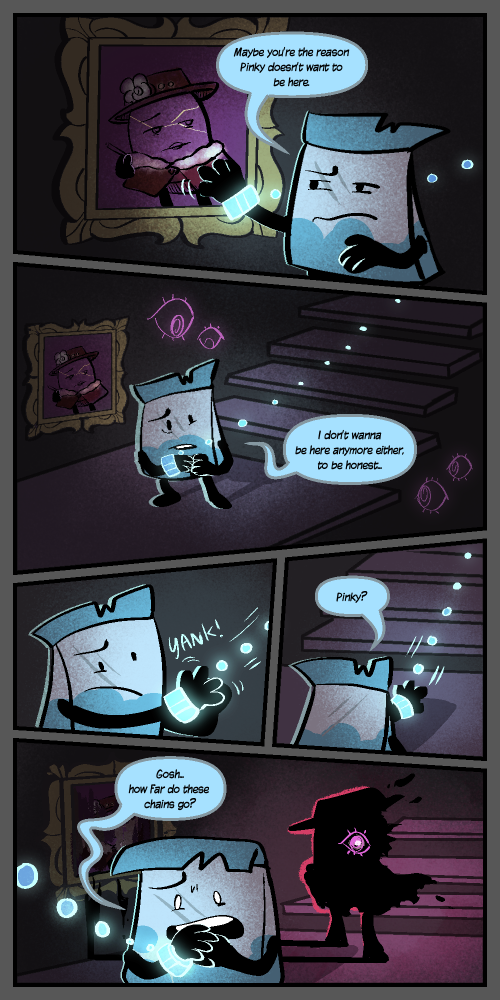 Maybe you're the reason
Pinky doesn't want to
be here.
I don't wanna
be here anymore either,
to be honest...
YANK!
Pinky?
Gosh...
how far do these
chains go?